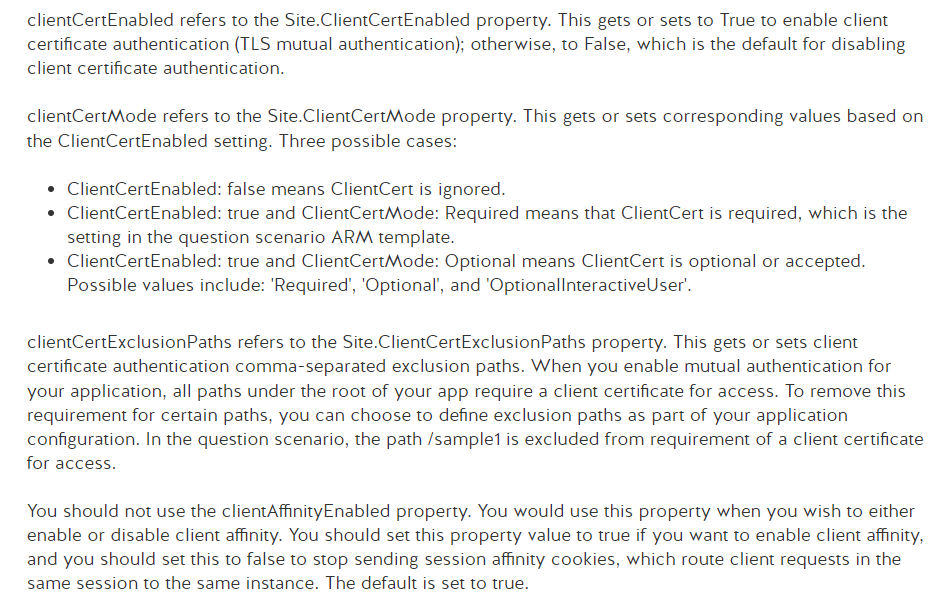 clientCertEnabled refers to the Site.ClientCertEnabled property. This gets or sets to True to enable client
certificate authentication (TLS mutual authentication); otherwise, to False, which is the default for disabling
client certificate authentication.
clientCertMode refers to the Site.ClientCertMode property. This gets or sets corresponding values based on
the ClientCertEnabled setting. Three possible cases:
• ClientCertEnabled: false means ClientCert is ignored.
• ClientCertEnabled: true and ClientCertMode: Required means that ClientCert is required, which is the
setting in the question scenario ARM template.
• ClientCertEnabled: true and ClientCertMode: Optional means ClientCert is optional or accepted.
Possible values include: 'Required', 'Optional', and 'OptionalInteractiveUser'.
clientCertExclusionPaths refers to the Site.ClientCertExclusionPaths property. This gets or sets client
certificate authentication comma-separated exclusion paths. When you enable mutual authentication for
your application, all paths under the root of your app require a client certificate for access. To remove this
requirement for certain paths, you can choose to define exclusion paths as part of your application
configuration. In the question scenario, the path /sample1 is excluded from requirement of a client certificate
for access.
You should not use the clientAffinityEnabled property. You would use this property when you wish to either
enable or disable client affinity. You should set this property value to true if you want to enable client affinity,
and you should set this to false to stop sending session affinity cookies, which route client requests in the
same session to the same instance. The default is set to true.